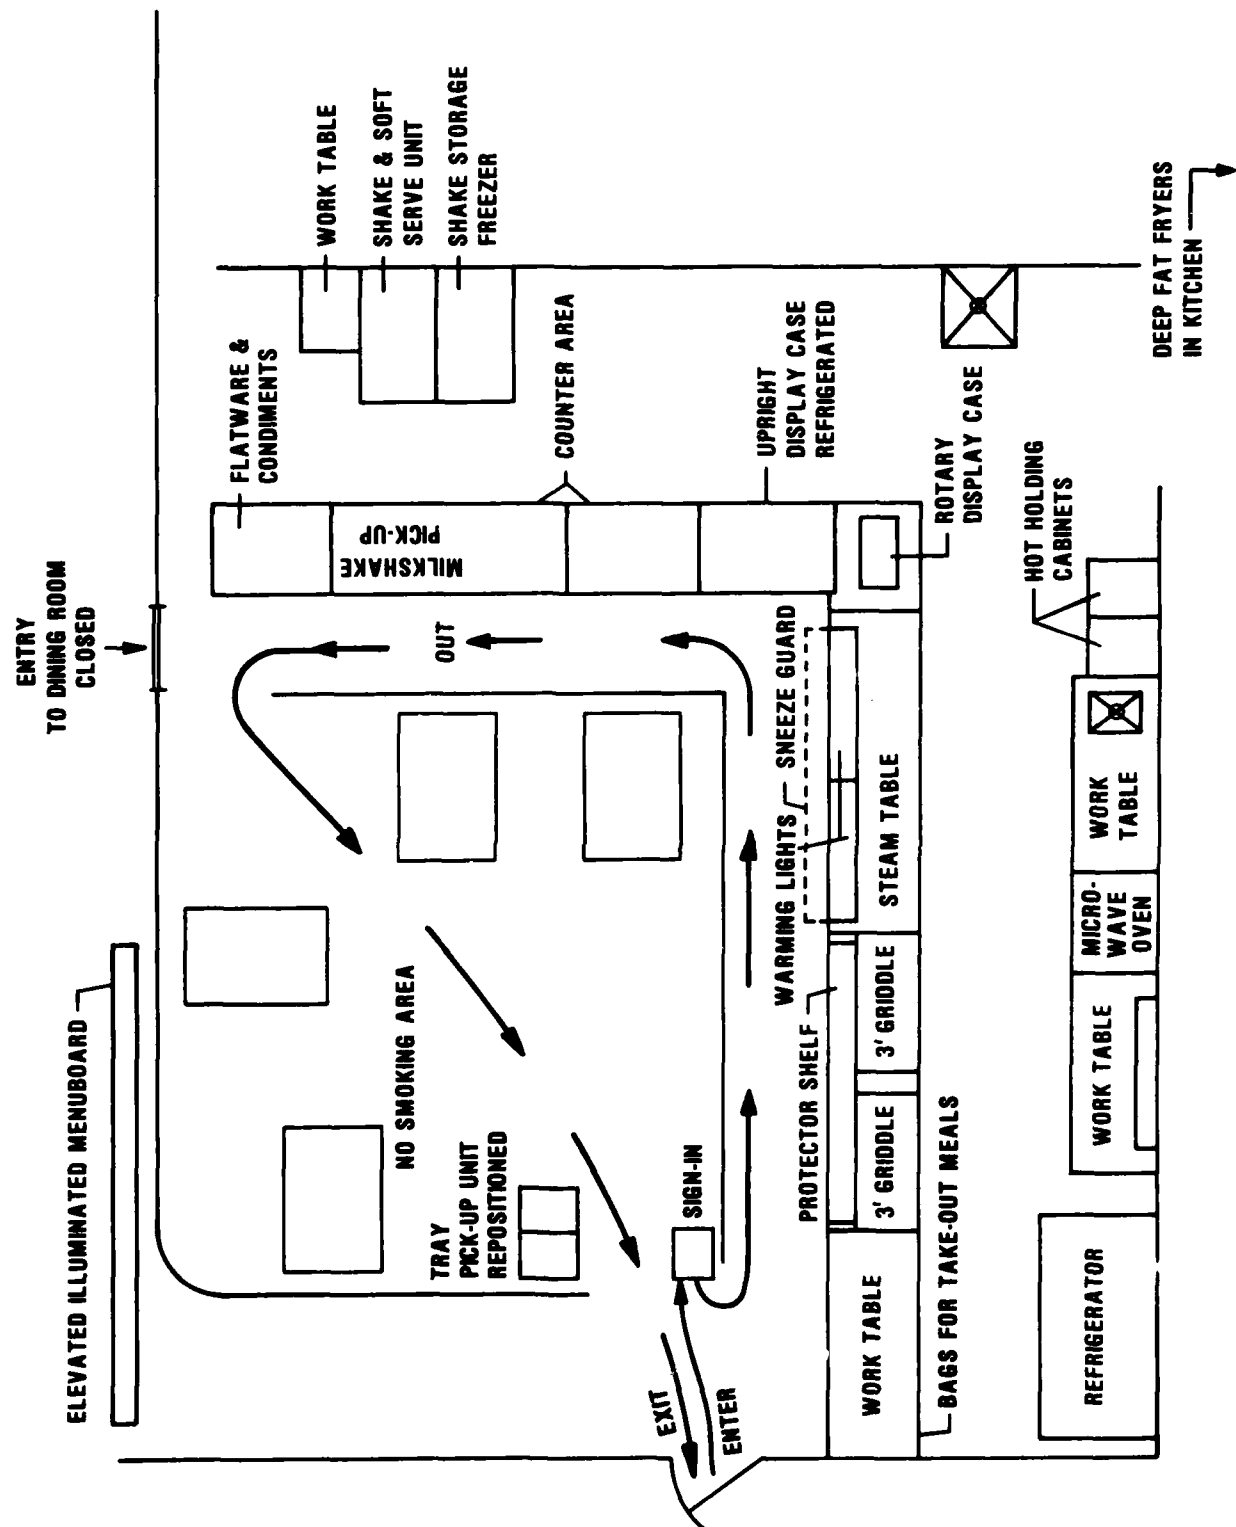 ENTRY
TO DINING ROOM
CLOSED
ELEVATED ILLUMINATED MENUBOARD
WORK TABLE
SHAKE & SOFT
SERVE UNIT
SHAKE STORAGE
FREEZER
FLATWARE &
CONDIMENTS
MILKSHAKE
PICK-UP
COUNTER AREA
UPRIGHT
DISPLAY CASE
REFRIGERATED
ROTARY
DISPLAY CASE
DEEP FAT FRYERS
IN KITCHEN
HOT HOLDING
CABINETS
OUT
NO SMOKING AREA
TRAY
PICK-UP UNIT
REPOSITIONED
SIGN-IN
EXIT
ENTER
WARMING LIGHTS
SNEEZE GUARD
PROTECTOR SHELF
STEAM TABLE
3' GRIDDLE
3' GRIDDLE
WORK TABLE
BAGS FOR TAKE-OUT MEALS
WORK
TABLE
MICRO-
WAVE
OVEN
WORK TABLE
REFRIGERATOR